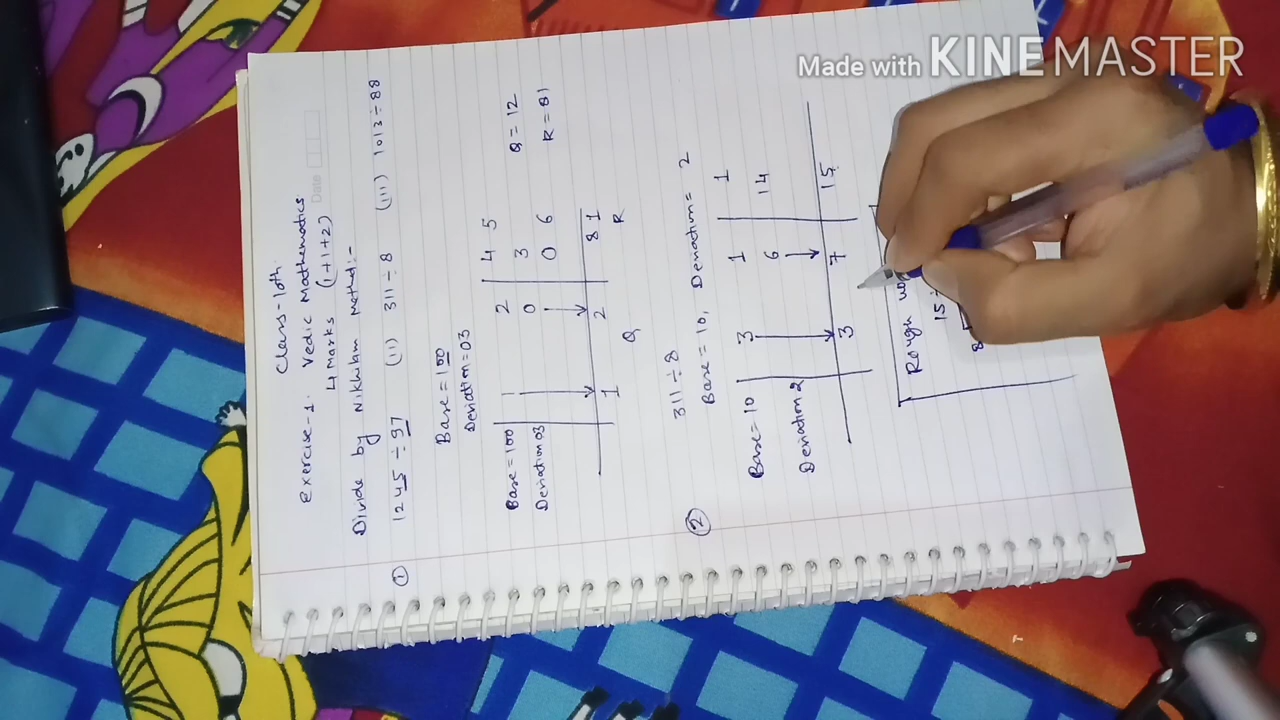 Made with KINEMASTER
Date
Class-10th
Exercise-1. Vedic Mathematics
4 Marks (1+1+2)
Divide by Nikhilam Method:-
① 1245 ÷ 97 (ii) 311 ÷ 8 (iii) 1013 ÷ 88
Base = 100
Deviation = 03
Base = 100 1 2 4 5
Deviation 03 0 3 Q = 12
0 6 R = 81
1 2 8 1
Q R
② 311 ÷ 8
Base = 10, Deviation = 2
Base = 10 3 1 1
Deviation 2 6 14
3 7 15
Rough
15 ÷
8